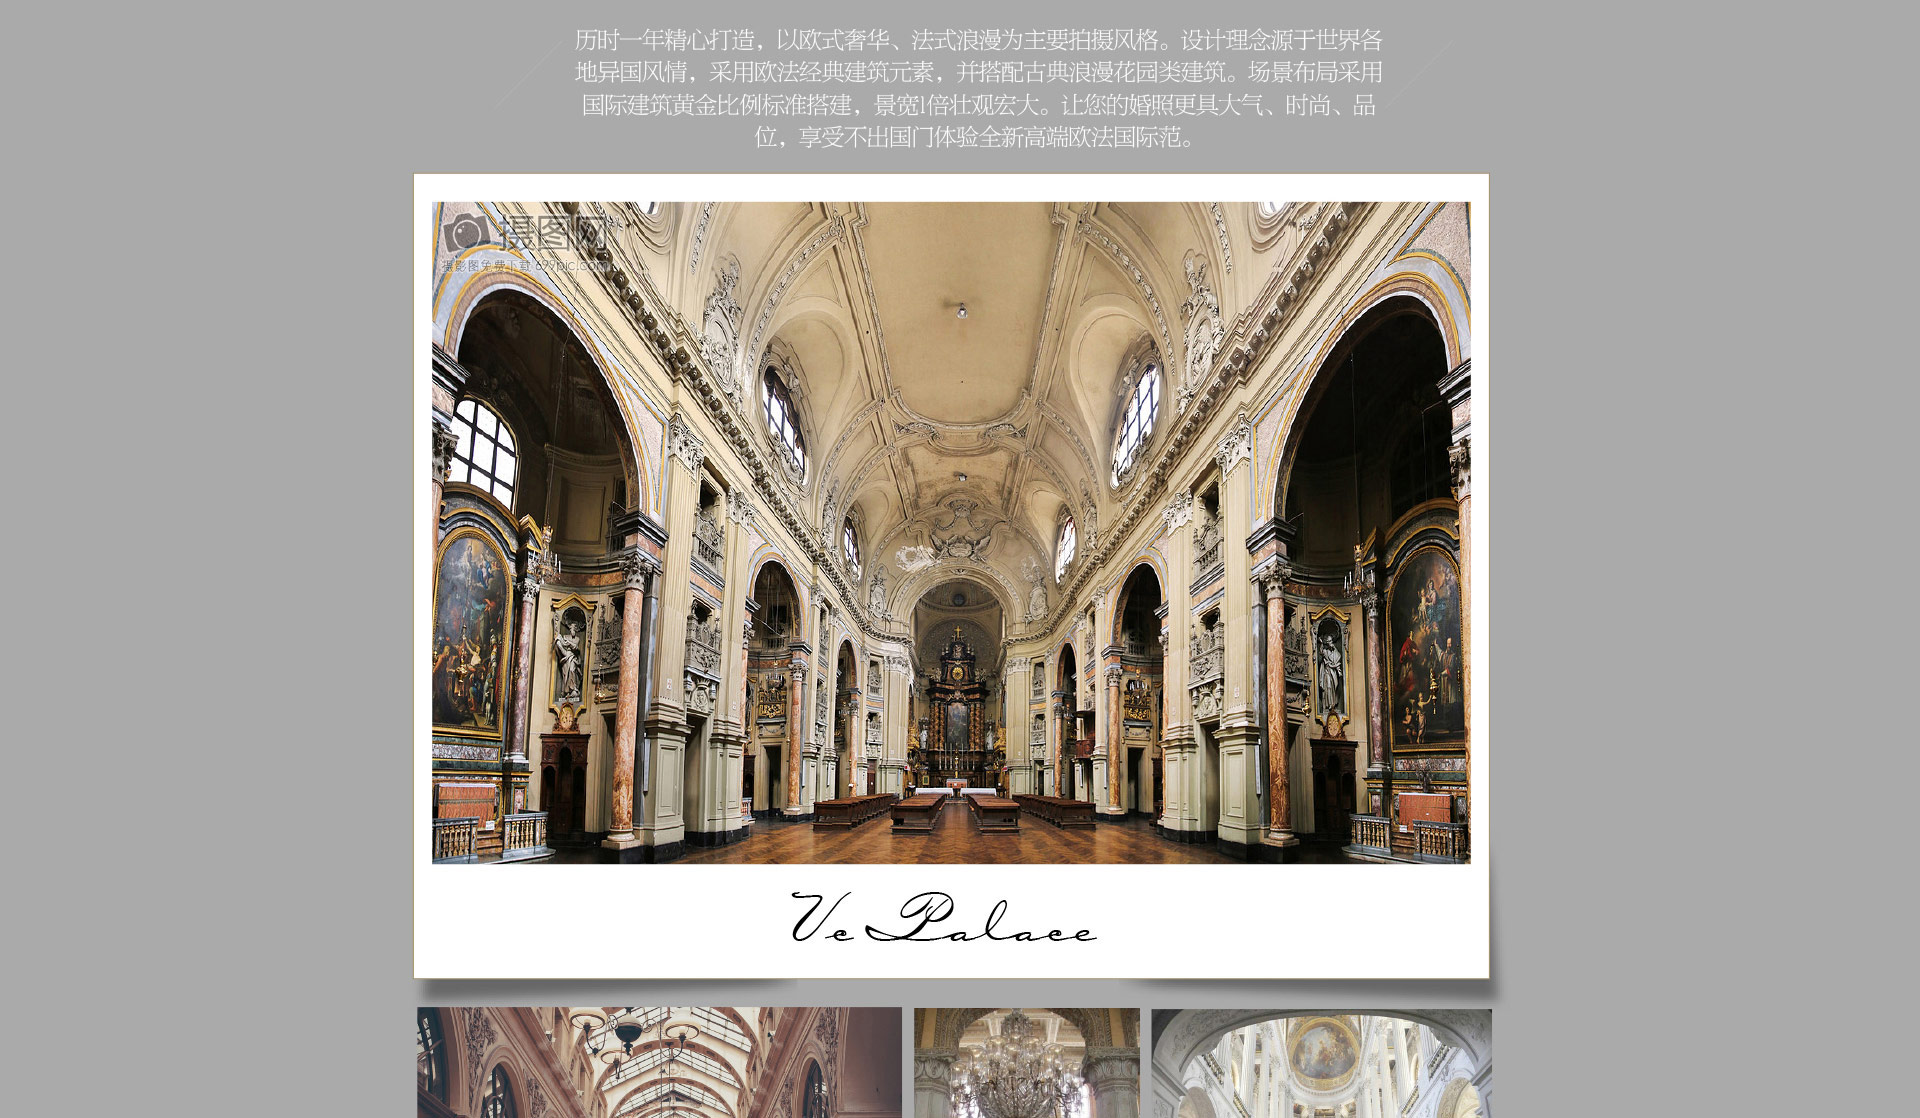 历时一年精心打造，以欧式奢华、法式浪漫为主要拍摄风格。设计理念源于世界各
地异国风情，采用欧法经典建筑元素，并搭配古典浪漫花园类建筑。场景布局采用
国际建筑黄金比例标准搭建，景宽1倍壮观宏大。让您的婚照更具大气、时尚、品
位，享受不出国门体验全新高端欧法国际范。
摄图网
摄影图免费下载 699pic.com
Ve Palace